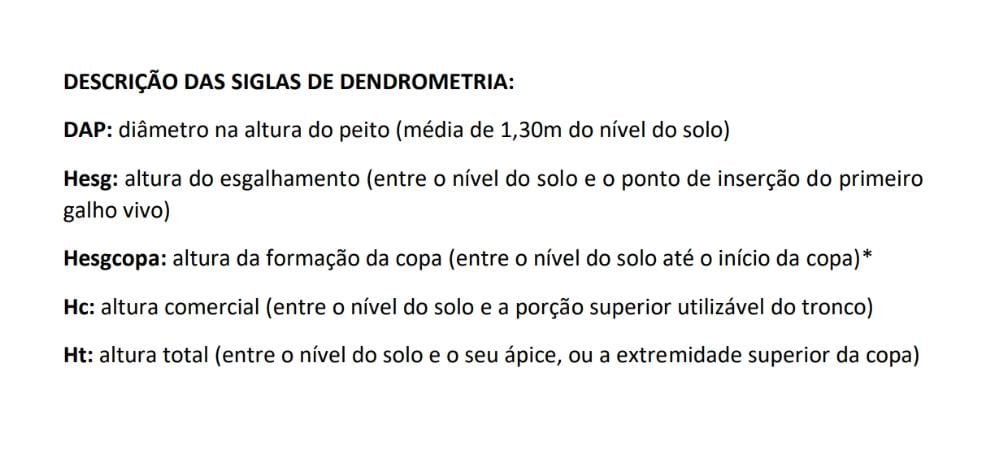 DESCRIÇÃO DAS SIGLAS DE DENDROMETRIA:
DAP: diâmetro na altura do peito (média de 1,30m do nível do solo)
Hesg: altura do esgalhamento (entre o nível do solo e o ponto de inserção do primeiro
galho vivo)
Hesgcopa: altura da formação da copa (entre o nível do solo até o início da copa)*
Hc: altura comercial (entre o nível do solo e a porção superior utilizável do tronco)
Ht: altura total (entre o nível do solo e o seu ápice, ou a extremidade superior da copa)